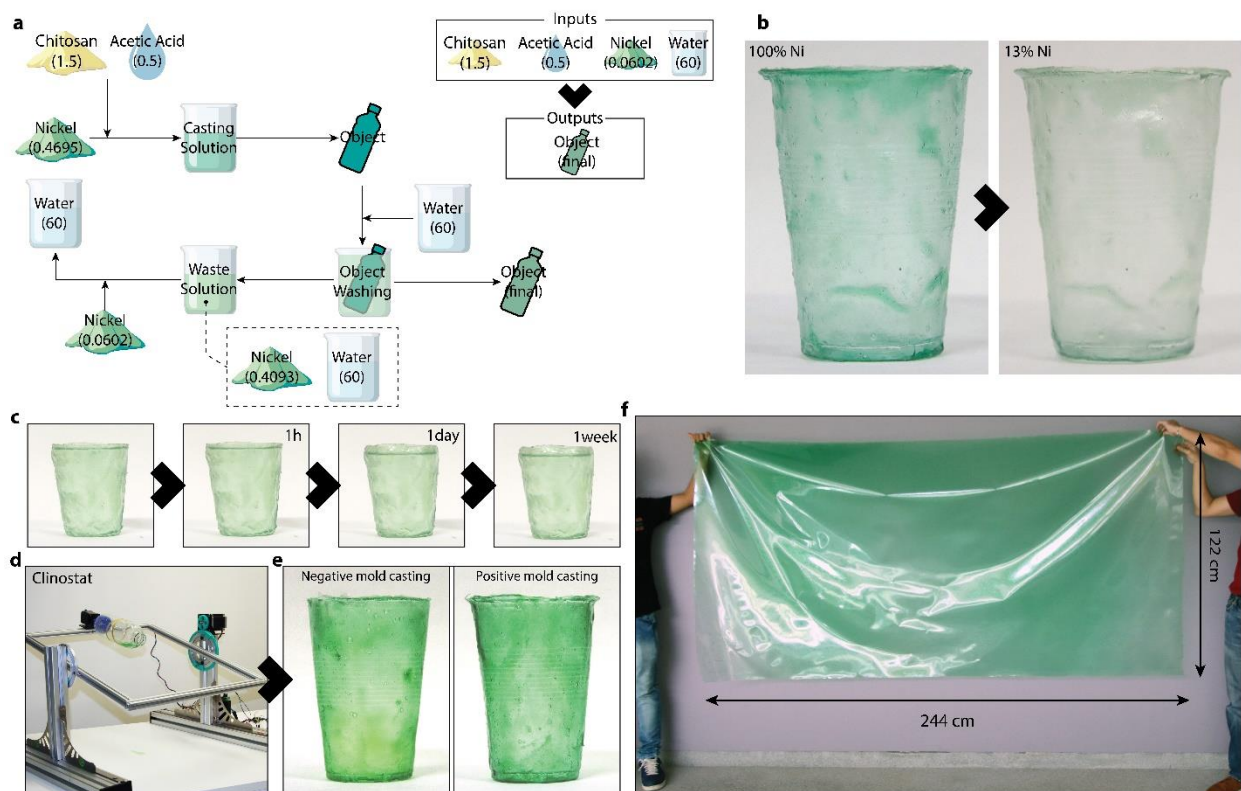 a
Chitosan
(1.5)
Acetic Acid
(0.5)
Nickel
(0.4695)
Casting
Solution
Object
Water
(60)
Water
(60)
Waste
Solution
Object
Washing
Object
(final)
Nickel
(0.0602)
Nickel
(0.4093)
Water
(60)
Inputs
Chitosan
(1.5)
Acetic Acid
(0.5)
Nickel
(0.0602)
Water
(60)
Outputs
Object
(final)
b
100% Ni
13% Ni
c
1h
1day
1week
d
Clinostat
e
Negative mold casting
Positive mold casting
f
122 cm
244 cm